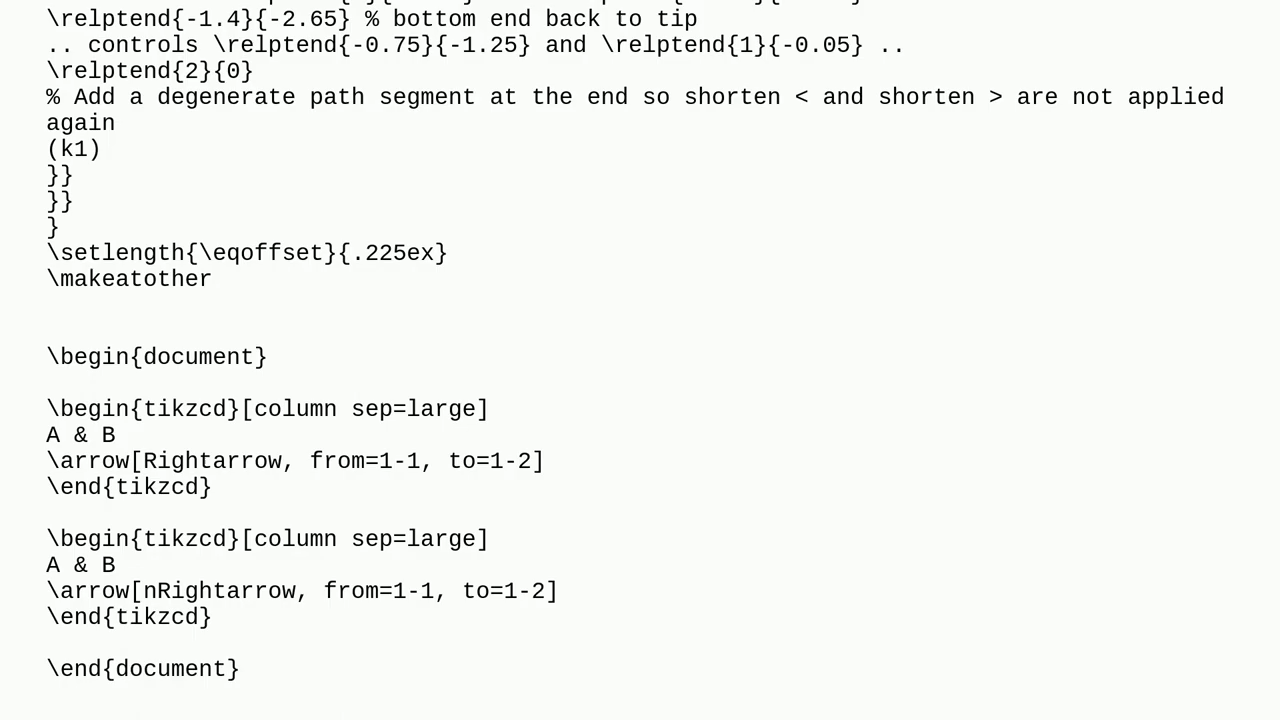 \relptend{-1.4}{-2.65} % bottom end back to tip
.. controls \relptend{-0.75}{-1.25} and \relptend{1}{-0.05} ..
\relptend{2}{0}
% Add a degenerate path segment at the end so shorten < and shorten > are not applied
again
(k1)
}}
}}
}
\setlength{\eqoffset}{.225ex}
\makeatother
\begin{document}
\begin{tikzcd}[column sep=large]
A & B
\arrow[Rightarrow, from=1-1, to=1-2]
\end{tikzcd}
\begin{tikzcd}[column sep=large]
A & B
\arrow[nRightarrow, from=1-1, to=1-2]
\end{tikzcd}
\end{document}